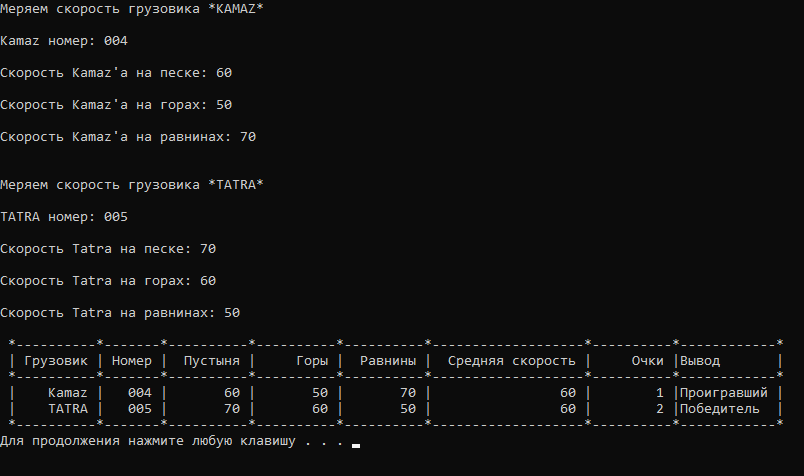 Меряем скорость грузовика *KAMAZ*
Kamaz номер: 004
Скорость Kamaz'а на песке: 60
Скорость Kamaz'а на горах: 50
Скорость Kamaz'а на равнинах: 70
Меряем скорость грузовика *TATRA*
TATRA номер: 005
Скорость Tatra на песке: 70
Скорость Tatra на горах: 60
Скорость Tatra на равнинах: 50
*----------*-------*----------*----------*----------*-------------------*----------*------------*
| Грузовик | Номер | Пустыня | Горы | Равнины | Средняя скорость | Очки |Вывод |
*----------*-------*----------*----------*----------*-------------------*----------*------------*
| Kamaz | 004 | 60 | 50 | 70 | 60 | 1 |Проигравший |
| TATRA | 005 | 70 | 60 | 50 | 60 | 2 |Победитель |
*----------*-------*----------*----------*----------*-------------------*----------*------------*
Для продолжения нажмите любую клавишу . . .